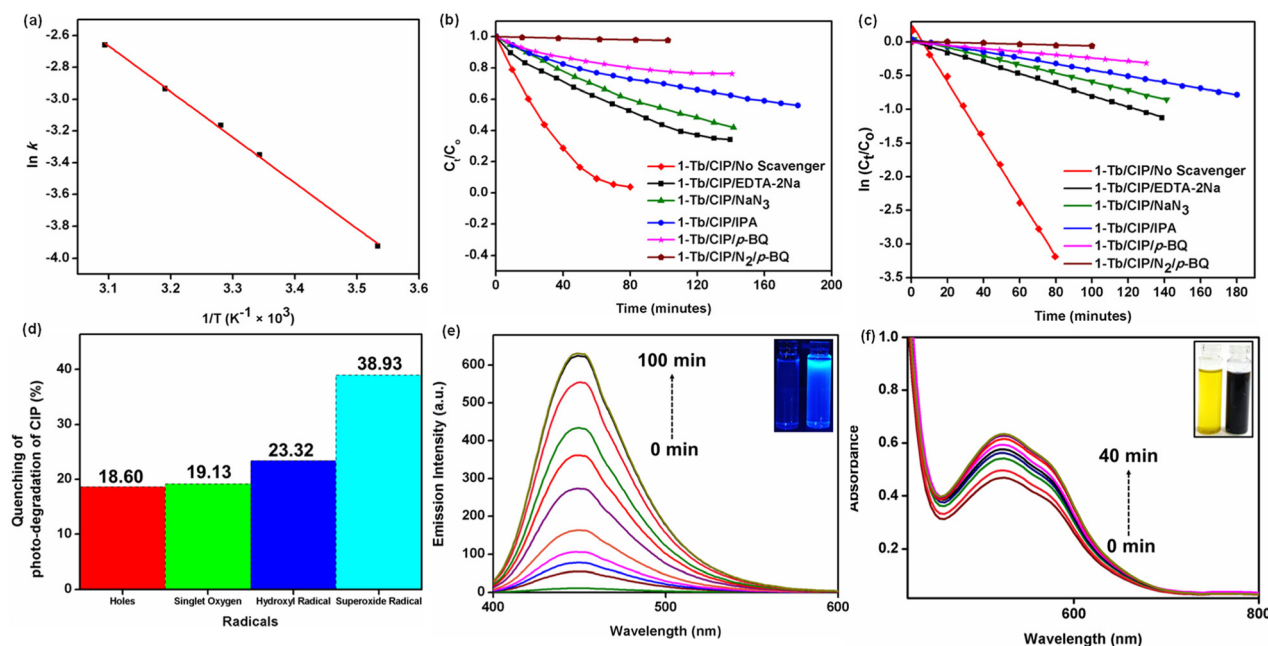 (a)
ln k
-2.6
-2.8
-3.0
-3.2
-3.4
-3.6
-3.8
-4.0
3.1
3.2
3.3
3.4
3.5
3.6
1/T (K⁻¹ × 10³)
(b)
Cₜ/Cₒ
1.0
0.8
0.6
0.4
0.2
0.0
-0.4
0
40
80
120
160
200
Time (minutes)
1-Tb/CIP/No Scavenger
1-Tb/CIP/EDTA-2Na
1-Tb/CIP/NaN₃
1-Tb/CIP/IPA
1-Tb/CIP/p-BQ
1-Tb/CIP/N₂/p-BQ
(c)
ln (Cₜ/Cₒ)
0.0
-0.5
-1.0
-1.5
-2.0
-2.5
-3.0
-3.5
0
20
40
60
80
100
120
140
160
180
Time (minutes)
1-Tb/CIP/No Scavenger
1-Tb/CIP/EDTA-2Na
1-Tb/CIP/NaN₃
1-Tb/CIP/IPA
1-Tb/CIP/p-BQ
1-Tb/CIP/N₂/p-BQ
(d)
Quenching of
photo-degradation of CIP (%)
40
30
20
10
0
18.60
19.13
23.32
38.93
Holes
Singlet Oxygen
Hydroxyl Radical
Superoxide Radical
Radicals
(e)
Emission Intensity (a.u.)
600
500
400
300
200
100
0
100 min
0 min
400
500
600
Wavelength (nm)
(f)
Absorbance
1.0
0.8
0.6
0.4
0.2
40 min
0 min
600
800
Wavelength (nm)